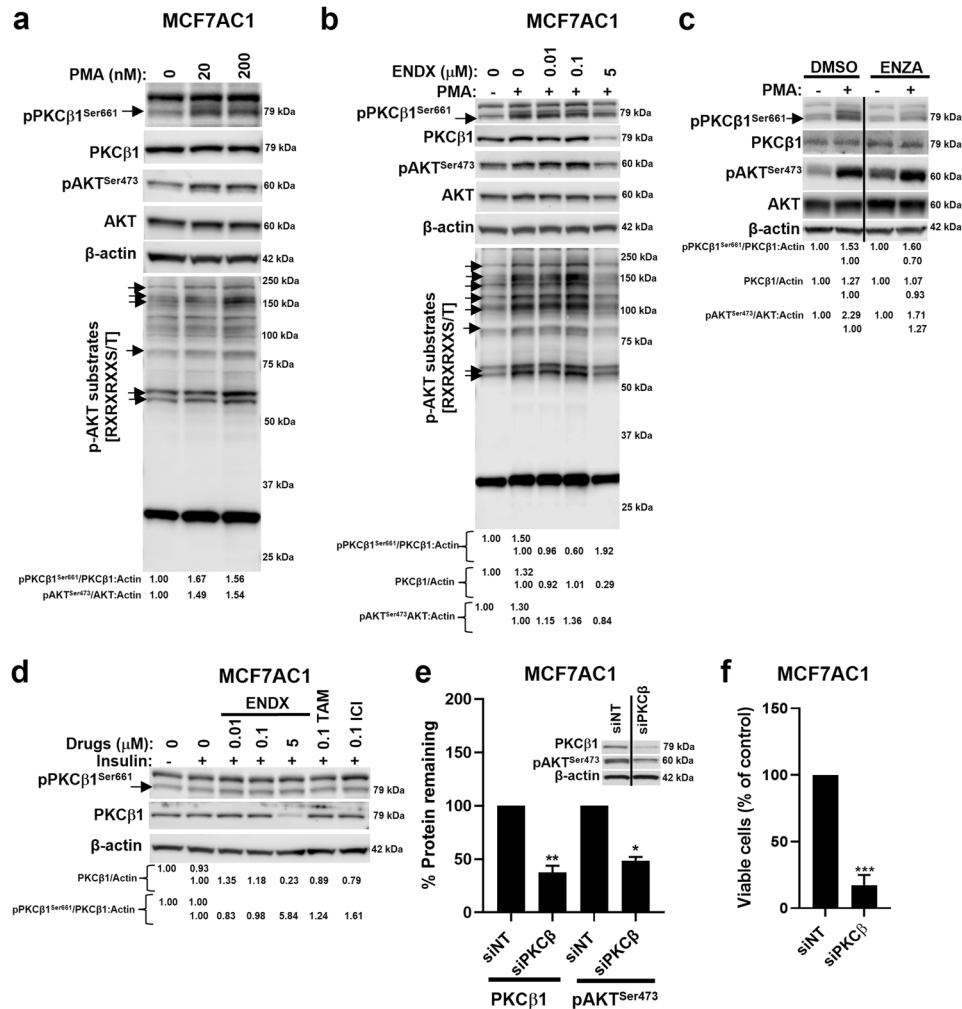 a
MCF7AC1
PMA (nM): 0 20 200
pPKCβ1Ser661
79 kDa
PKCβ1
79 kDa
pAKTSer473
60 kDa
AKT
60 kDa
β-actin
42 kDa
p-AKT substrates
[RXRXRXXS/T]
250 kDa
150 kDa
100 kDa
75 kDa
50 kDa
37 kDa
25 kDa
pPKCβ1Ser661/PKCβ1:Actin 1.00 1.67 1.56
pAKTSer473/AKT:Actin 1.00 1.49 1.54
b
MCF7AC1
ENDX (μM): 0 0 0.01 0.1 5
PMA: - + + + +
pPKCβ1Ser661
79 kDa
PKCβ1
79 kDa
pAKTSer473
60 kDa
AKT
60 kDa
β-actin
42 kDa
p-AKT substrates
[RXRXRXXS/T]
250 kDa
150 kDa
100 kDa
75 kDa
50 kDa
37 kDa
25 kDa
pPKCβ1Ser661/PKCβ1:Actin
1.00 1.50
1.00 0.96 0.60 1.92
PKCβ1/Actin
1.00 1.32
1.00 0.92 1.01 0.29
pAKTSer473AKT:Actin
1.00 1.30
1.00 1.15 1.36 0.84
c
MCF7AC1
DMSO ENZA
PMA: - + - +
pPKCβ1Ser661
79 kDa
PKCβ1
79 kDa
pAKTSer473
60 kDa
AKT
60 kDa
β-actin
42 kDa
pPKCβ1Ser661/PKCβ1:Actin 1.00 1.53 1.00 1.60
1.00 0.70
PKCβ1/Actin 1.00 1.27 1.00 1.07
1.00 0.93
pAKTSer473/AKT:Actin 1.00 2.29 1.00 1.71
1.00 1.27
d
MCF7AC1
ENDX
Drugs (μM): 0 0 0.01 0.1 5 0.1 TAM 0.1 ICI
Insulin: - + + + + + +
pPKCβ1Ser661
79 kDa
PKCβ1
79 kDa
β-actin
42 kDa
PKCβ1/Actin
1.00 0.93
1.00 1.35 1.18 0.23 0.89 0.79
pPKCβ1Ser661/PKCβ1:Actin
1.00 1.00
1.00 0.83 0.98 5.84 1.24 1.61
e
MCF7AC1
% Protein remaining
200
150
100
50
0
siNT siPKCβ
PKCβ1
79 kDa
pAKTSer473
60 kDa
β-actin
42 kDa
** *
siNT siPKCβ siNT siPKCβ
PKCβ1 pAKTSer473
f
MCF7AC1
Viable cells (% of control)
150
100
50
0
***
siNT siPKCβ